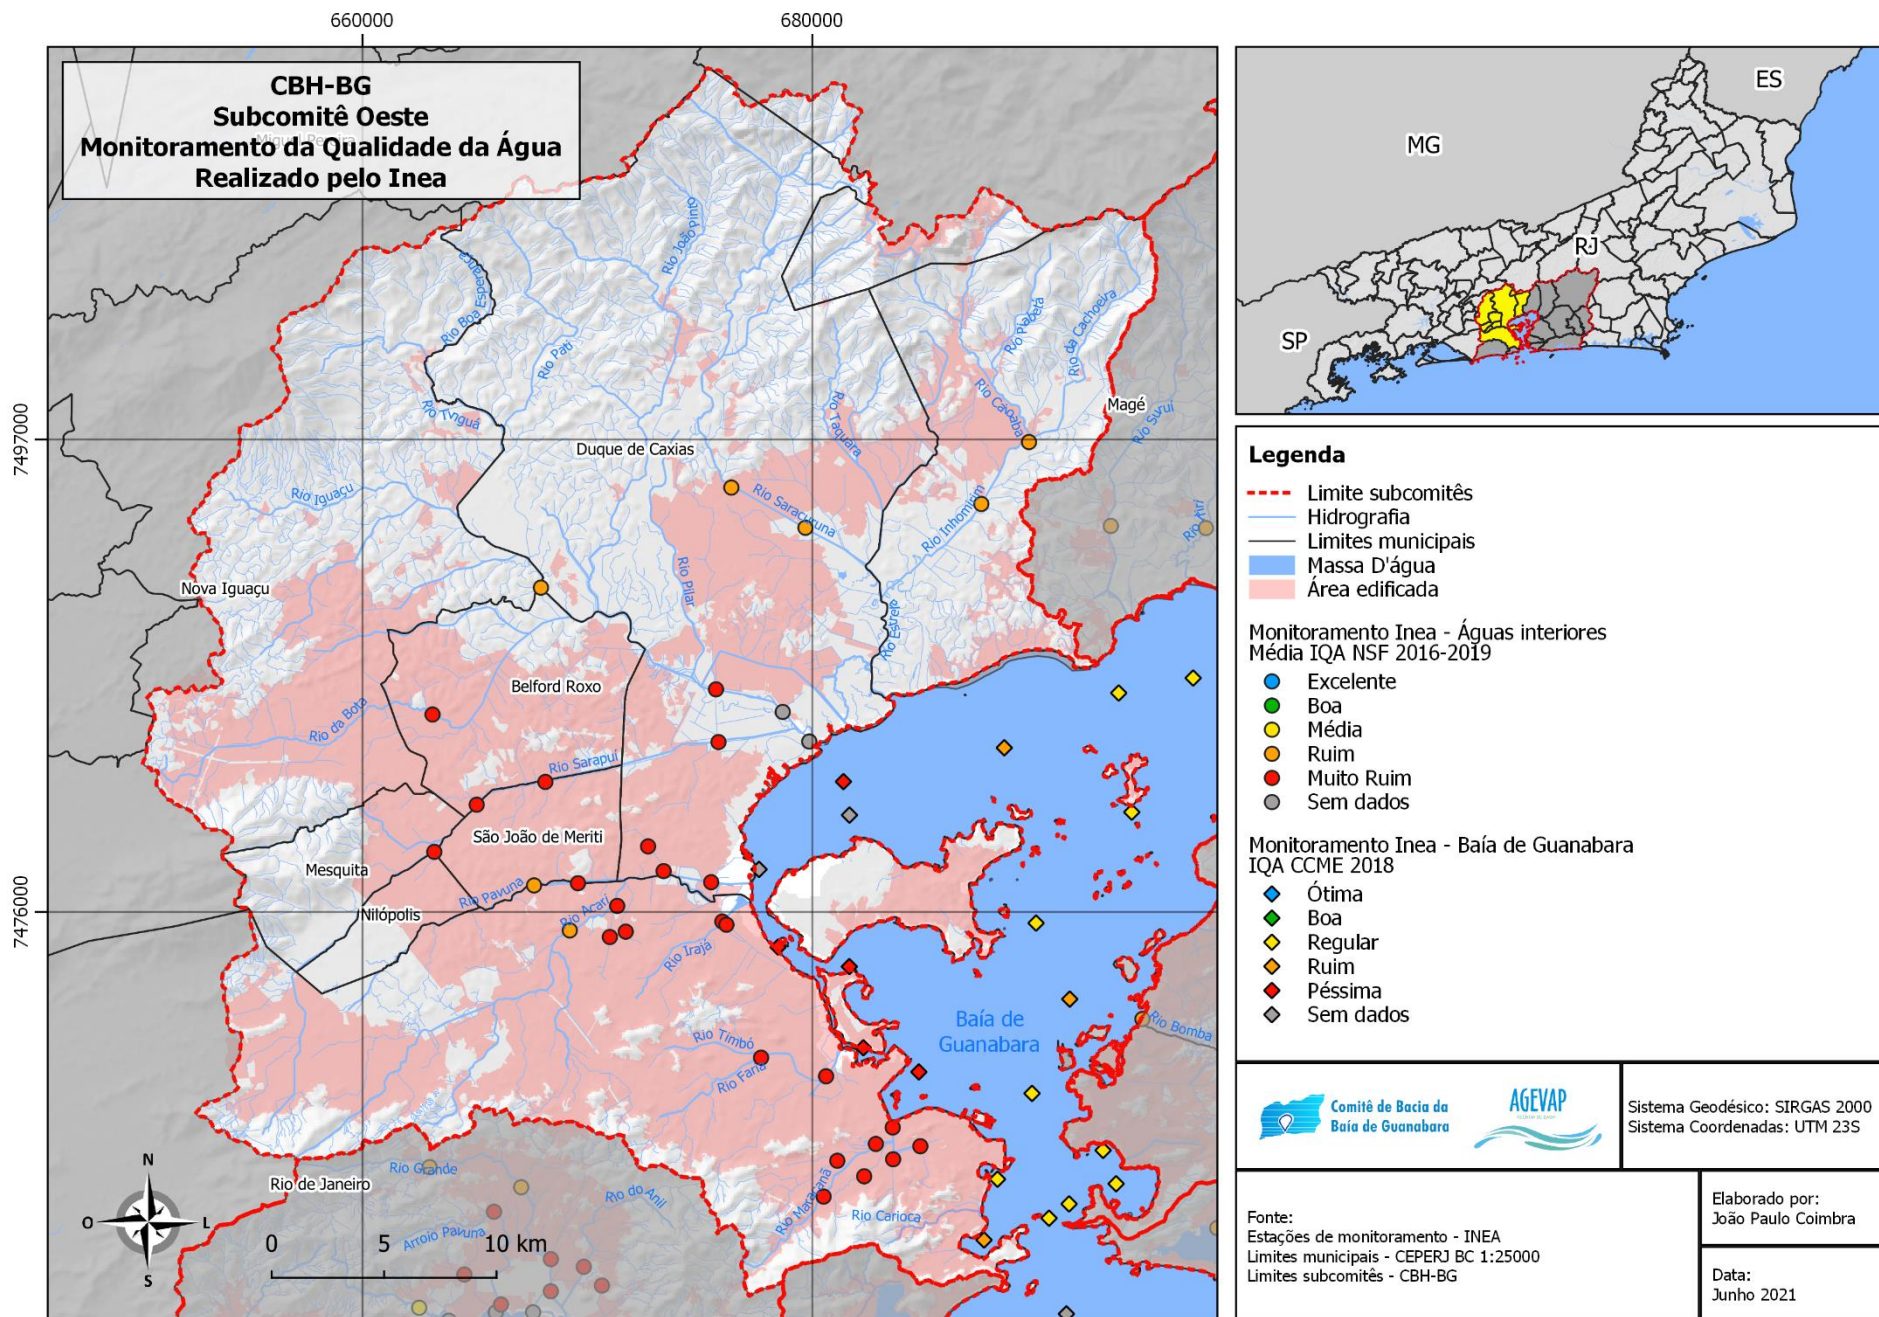 660000
680000
CBH-BG
Subcomitê Oeste
Monitoramento da Qualidade da Água
Realizado pelo Inea
Miguel Pereira
7497000
7476000
Rio João Pinto
Rio Boa Esperança
Rio Pati
Rio Piabetá
Rio da Cachoeira
Rio Tinguá
Rio Caioaba
Rio Taquara
Magé
Rio Suruí
Duque de Caxias
Rio Iguaçu
Rio Saracuruna
Rio Inhomirim
Rio Iriri
Nova Iguaçu
Rio Pilar
Rio Estrela
Belford Roxo
Rio da Bota
Rio Sarapuí
São João de Meriti
Mesquita
Rio Pavuna
Nilópolis
Rio Acari
Rio Irajá
Baía de
Guanabara
Rio Bomba
Rio Timbó
Rio Faria
Rio Grande
Rio de Janeiro
Rio do Anil
Rio Maracanã
Rio Carioca
Arroio Pavuna
N
O
L
S
0
5
10 km
ES
MG
RJ
SP
Legenda
Limite subcomitês
Hidrografia
Limites municipais
Massa D'água
Área edificada
Monitoramento Inea - Águas interiores
Média IQA NSF 2016-2019
Excelente
Boa
Média
Ruim
Muito Ruim
Sem dados
Monitoramento Inea - Baía de Guanabara
IQA CCME 2018
Ótima
Boa
Regular
Ruim
Péssima
Sem dados
Comitê de Bacia da
Baía de Guanabara
AGEVAP
Sistema Geodésico: SIRGAS 2000
Sistema Coordenadas: UTM 23S
Fonte:
Estações de monitoramento - INEA
Limites municipais - CEPERJ BC 1:25000
Limites subcomitês - CBH-BG
Elaborado por:
João Paulo Coimbra
Data:
Junho 2021